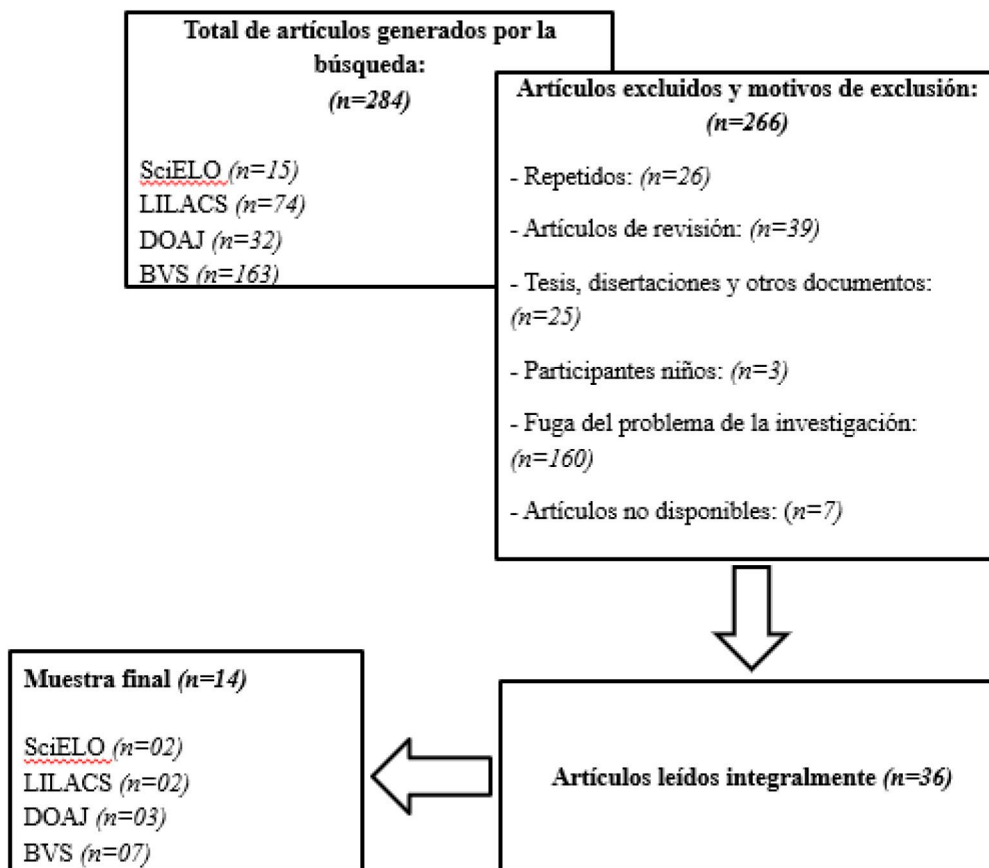 Total de artículos generados por la
búsqueda:
(n=284)
SciELO (n=15)
LILACS (n=74)
DOAJ (n=32)
BVS (n=163)
Artículos excluidos y motivos de exclusión:
(n=266)
- Repetidos: (n=26)
- Artículos de revisión: (n=39)
- Tesis, disertaciones y otros documentos:
(n=25)
- Participantes niños: (n=3)
- Fuga del problema de la investigación:
(n=160)
- Artículos no disponibles: (n=7)
Artículos leídos integralmente (n=36)
Muestra final (n=14)
SciELO (n=02)
LILACS (n=02)
DOAJ (n=03)
BVS (n=07)